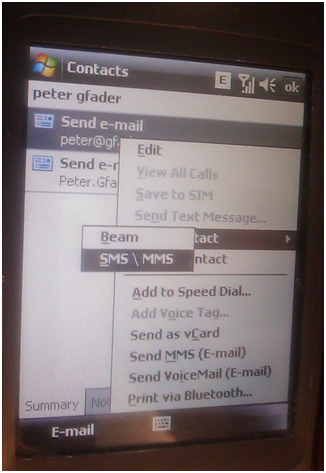 Contacts
E
ok
peter gfader
Send e-mail
peter@gf
Send e-
Peter.Gfa
Edit
View All Calls
Save to SIM
Send Text Message...
tact
ntact
Beam
SMS \ MMS
Add to Speed Dial...
Add Voice Tag...
Send as vCard
Send MMS (E-mail)
Send VoiceMail (E-mail)
Print via Bluetooth...
Summary
Not
E-mail